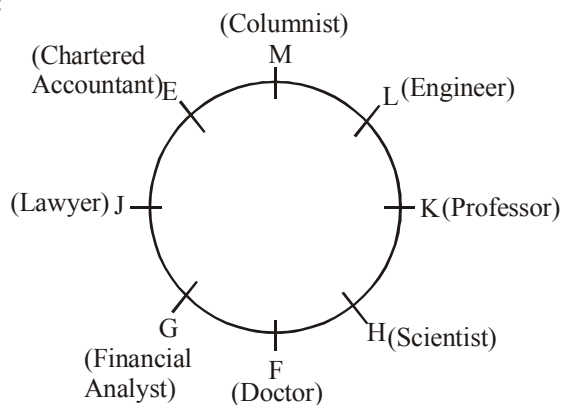 (Columnist)
M
(Chartered
Accountant)E
L(Engineer)
(Lawyer) J
K(Professor)
G
(Financial
Analyst)
H(Scientist)
F
(Doctor)